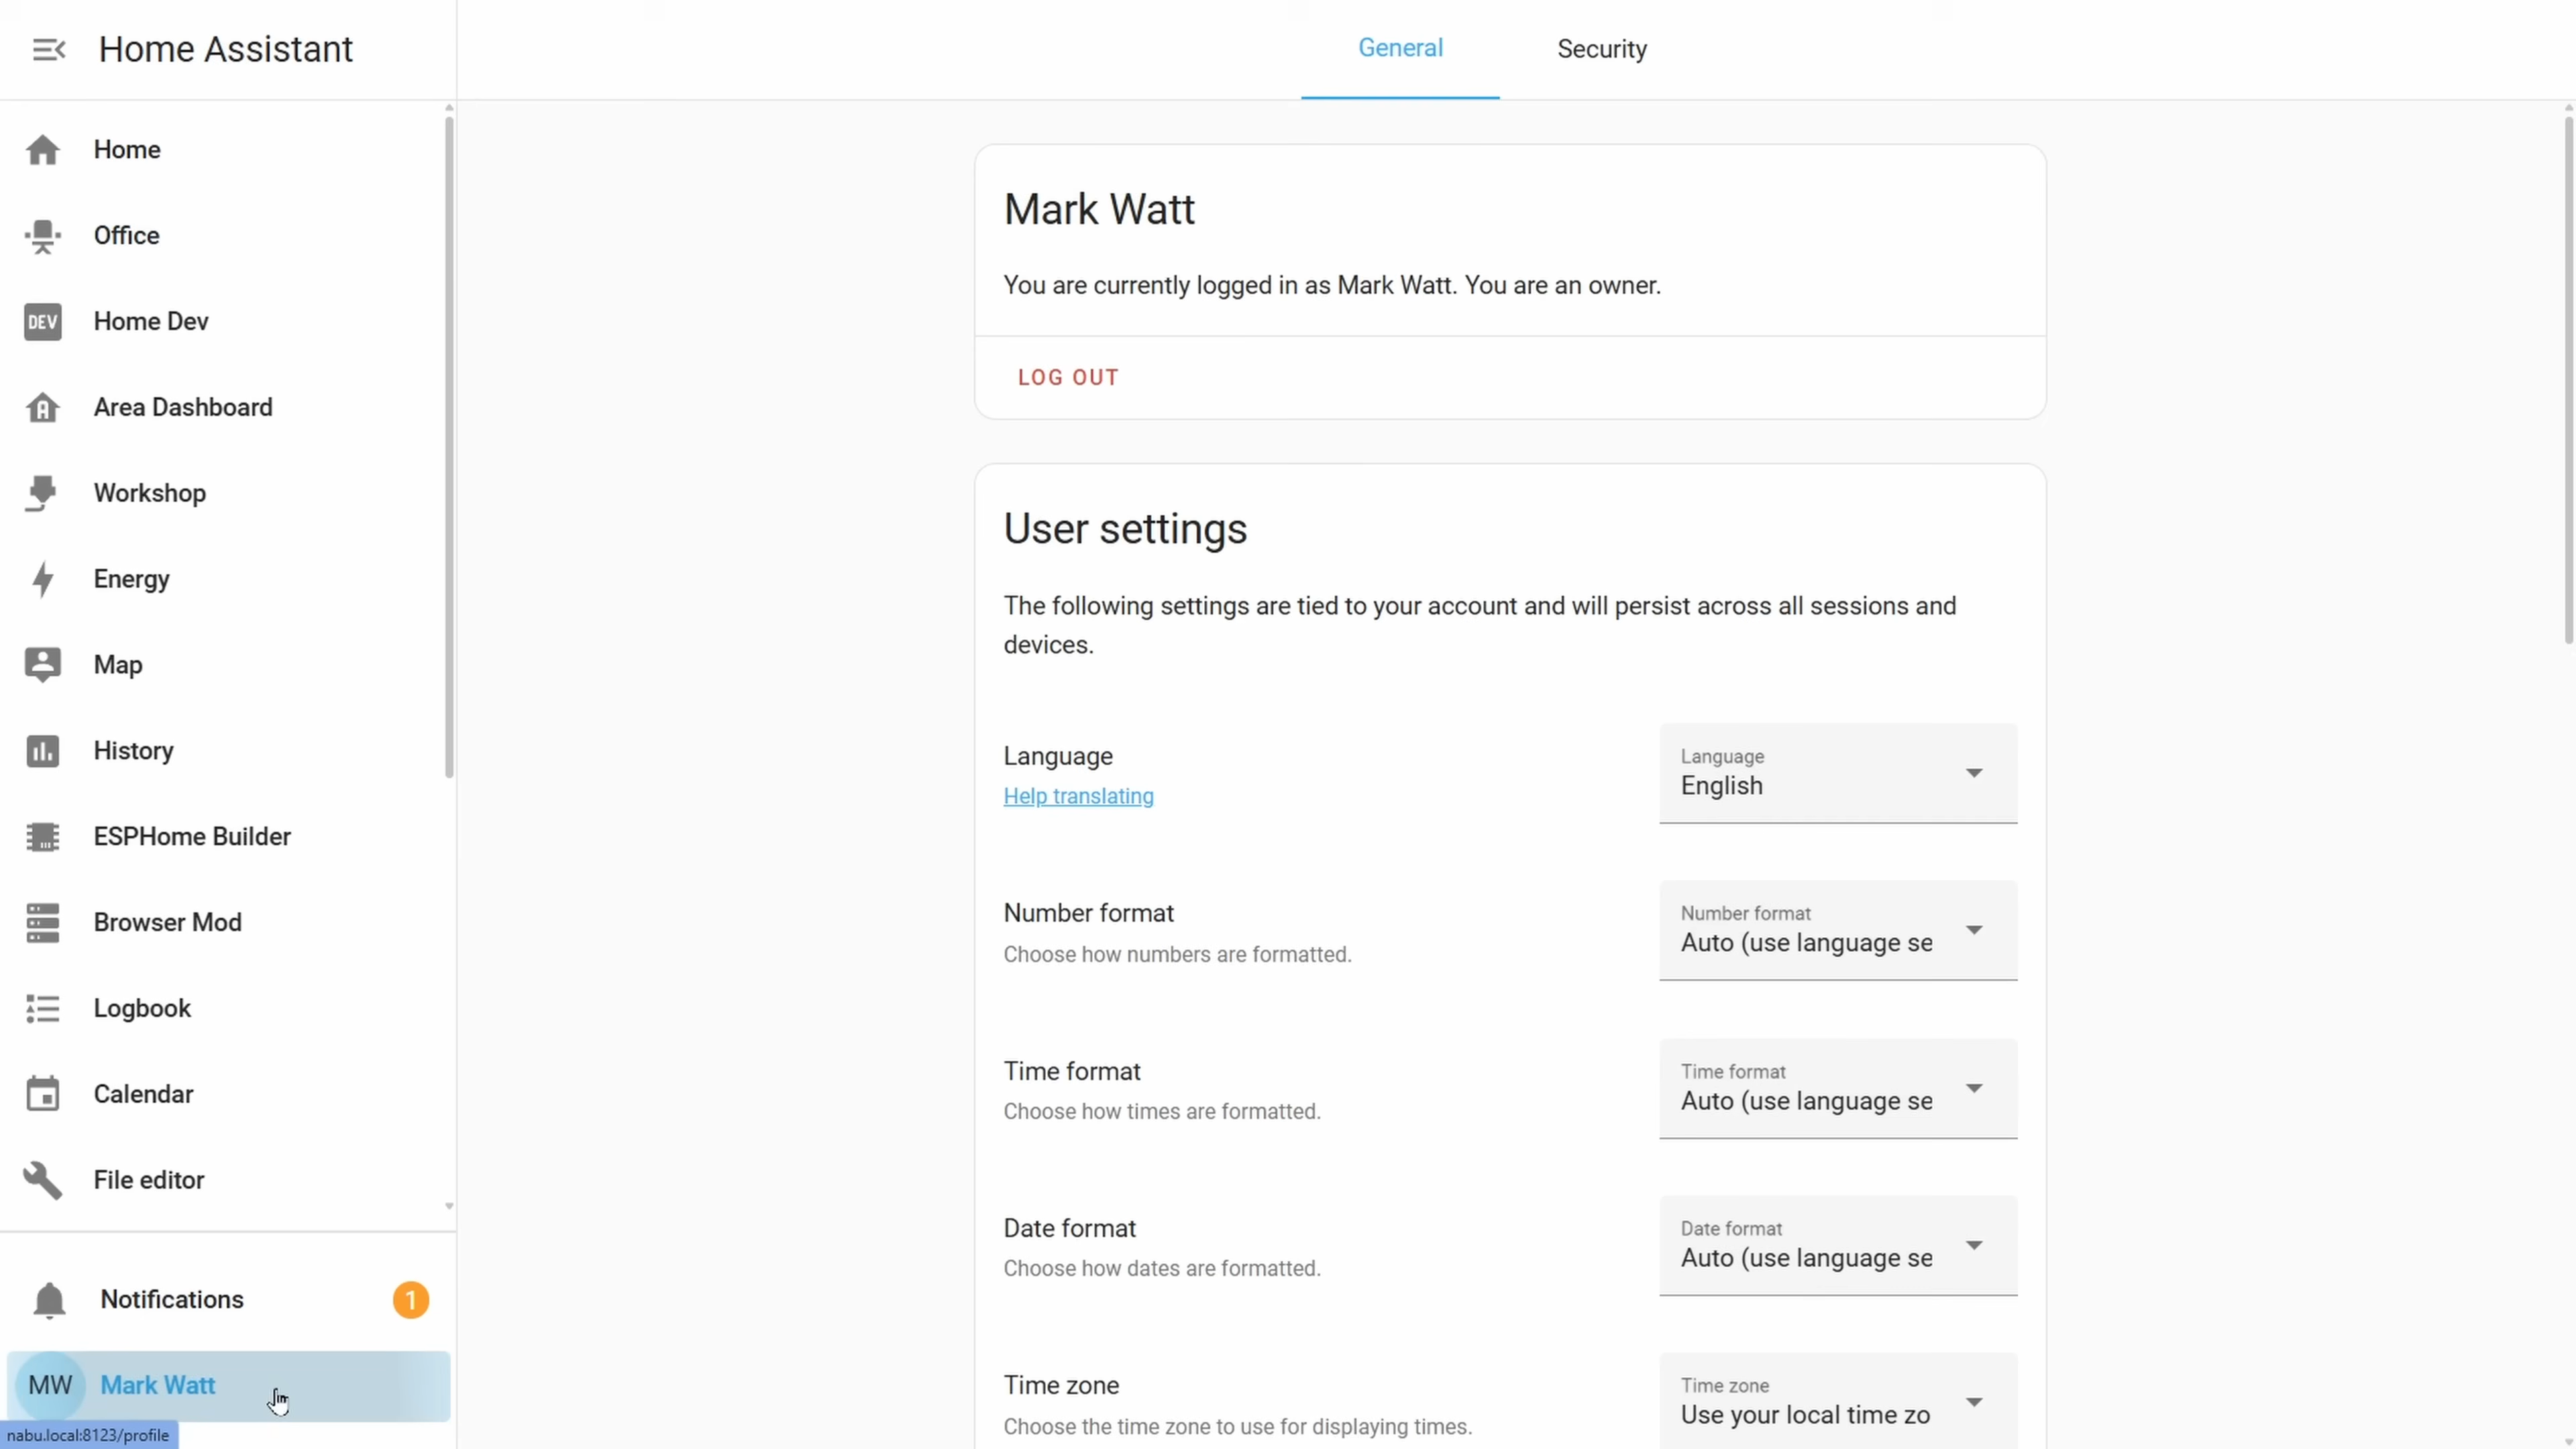 Home Assistant
General
Security
Home
Office
DEV
Home Dev
Area Dashboard
Workshop
Energy
Map
History
ESPHome Builder
Browser Mod
Logbook
Calendar
File editor
Notifications
1
MW
Mark Watt
nabu.local:8123/profile
Mark Watt
You are currently logged in as Mark Watt. You are an owner.
LOG OUT
User settings
The following settings are tied to your account and will persist across all sessions and
devices.
Language
Help translating
Language
English
Number format
Choose how numbers are formatted.
Number format
Auto (use language se
Time format
Choose how times are formatted.
Time format
Auto (use language se
Date format
Choose how dates are formatted.
Date format
Auto (use language se
Time zone
Choose the time zone to use for displaying times.
Time zone
Use your local time zo